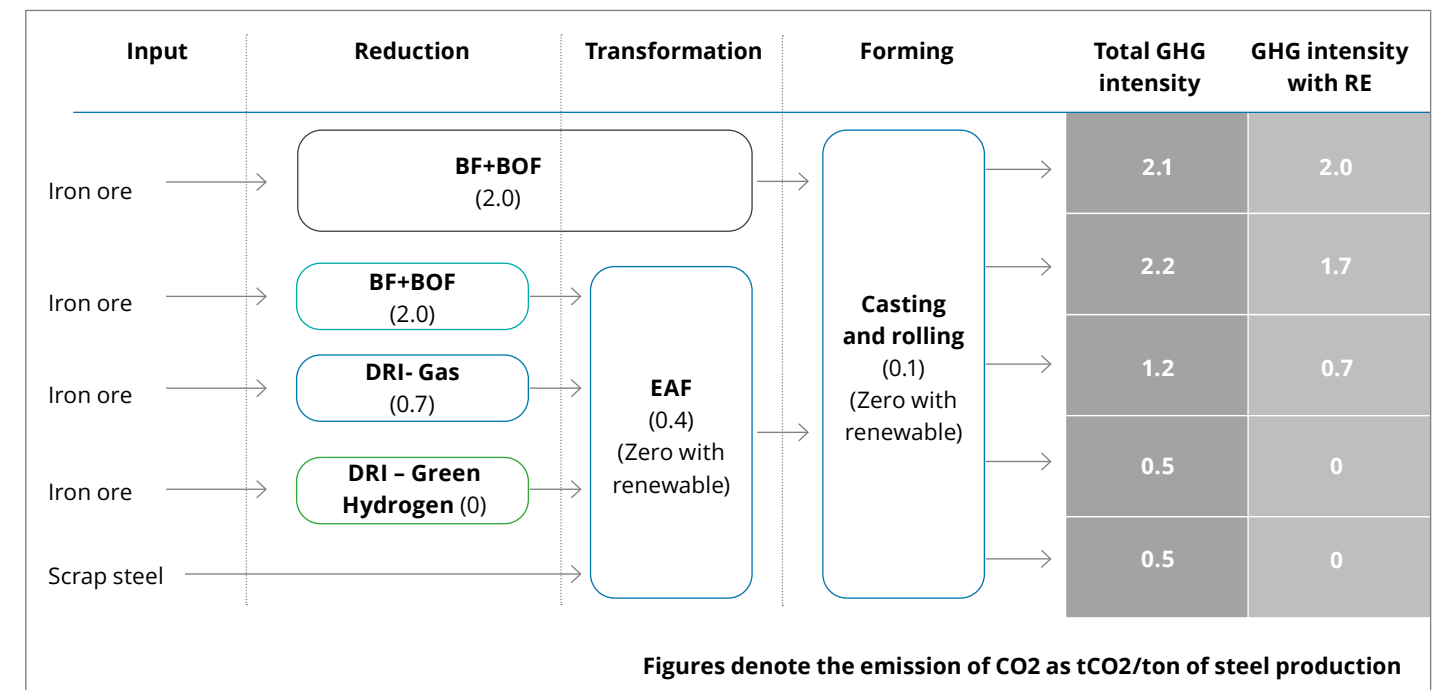 Input
Reduction
Transformation
Forming
Total GHG
intensity
GHG intensity
with RE
Iron ore
BF+BOF
(2.0)
2.1
2.0
Iron ore
BF+BOF
(2.0)
2.2
1.7
Iron ore
DRI- Gas
(0.7)
EAF
(0.4)
(Zero with
renewable)
Casting
and rolling
(0.1)
(Zero with
renewable)
1.2
0.7
Iron ore
DRI – Green
Hydrogen (0)
0.5
0
Scrap steel
0.5
0
Figures denote the emission of CO2 as tCO2/ton of steel production